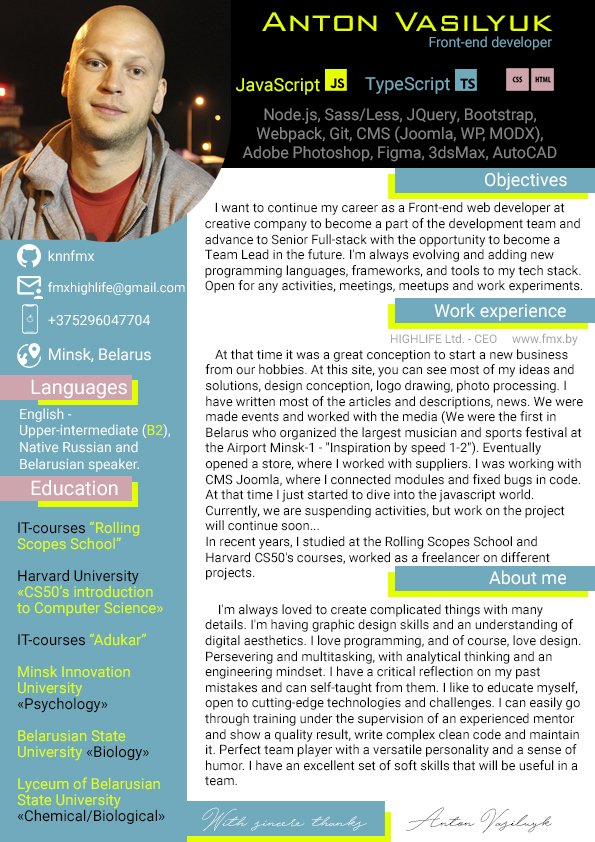 Anton Vasilyuk
Front-end developer
JavaScript JS TypeScript TS CSS HTML
Node.js, Sass/Less, JQuery, Bootstrap,
Webpack, Git, CMS (Joomla, WP, MODX),
Adobe Photoshop, Figma, 3dsMax, AutoCAD
knnfmx
fmxhighlife@gmail.com
+375296047704
Minsk, Belarus
Languages
English -
Upper-intermediate (B2),
Native Russian and
Belarusian speaker.
Education
IT-courses “Rolling
Scopes School”
Harvard University
«CS50’s introduction
to Computer Science»
IT-courses “Adukar”
Minsk Innovation
University
«Psychology»
Belarusian State
University «Biology»
Lyceum of Belarusian
State University
«Chemical/Biological»
Objectives
I want to continue my career as a Front-end web developer at
creative company to become a part of the development team and
advance to Senior Full-stack with the opportunity to become a
Team Lead in the future. I'm always evolving and adding new
programming languages, frameworks, and tools to my tech stack.
Open for any activities, meetings, meetups and work experiments.
Work experience
HIGHLIFE Ltd. - CEO www.fmx.by
At that time it was a great conception to start a new business
from our hobbies. At this site, you can see most of my ideas and
solutions, design conception, logo drawing, photo processing. I
have written most of the articles and descriptions, news. We were
made events and worked with the media (We were the first in
Belarus who organized the largest musician and sports festival at
the Airport Minsk-1 - "Inspiration by speed 1-2"). Eventually
opened a store, where I worked with suppliers. I was working with
CMS Joomla, where I connected modules and fixed bugs in code.
At that time I just started to dive into the javascript world.
Currently, we are suspending activities, but work on the project
will continue soon...
In recent years, I studied at the Rolling Scopes School and
Harvard CS50's courses, worked as a freelancer on different
projects.
About me
I'm always loved to create complicated things with many
details. I'm having graphic design skills and an understanding of
digital aesthetics. I love programming, and of course, love design.
Persevering and multitasking, with analytical thinking and an
engineering mindset. I have a critical reflection on my past
mistakes and can self-taught from them. I like to educate myself,
open to cutting-edge technologies and challenges. I can easily go
through training under the supervision of an experienced mentor
and show a quality result, write complex clean code and maintain
it. Perfect team player with a versatile personality and a sense of
humor. I have an excellent set of soft skills that will be useful in a
team.
With sincere thanks Anton Vasiluyk